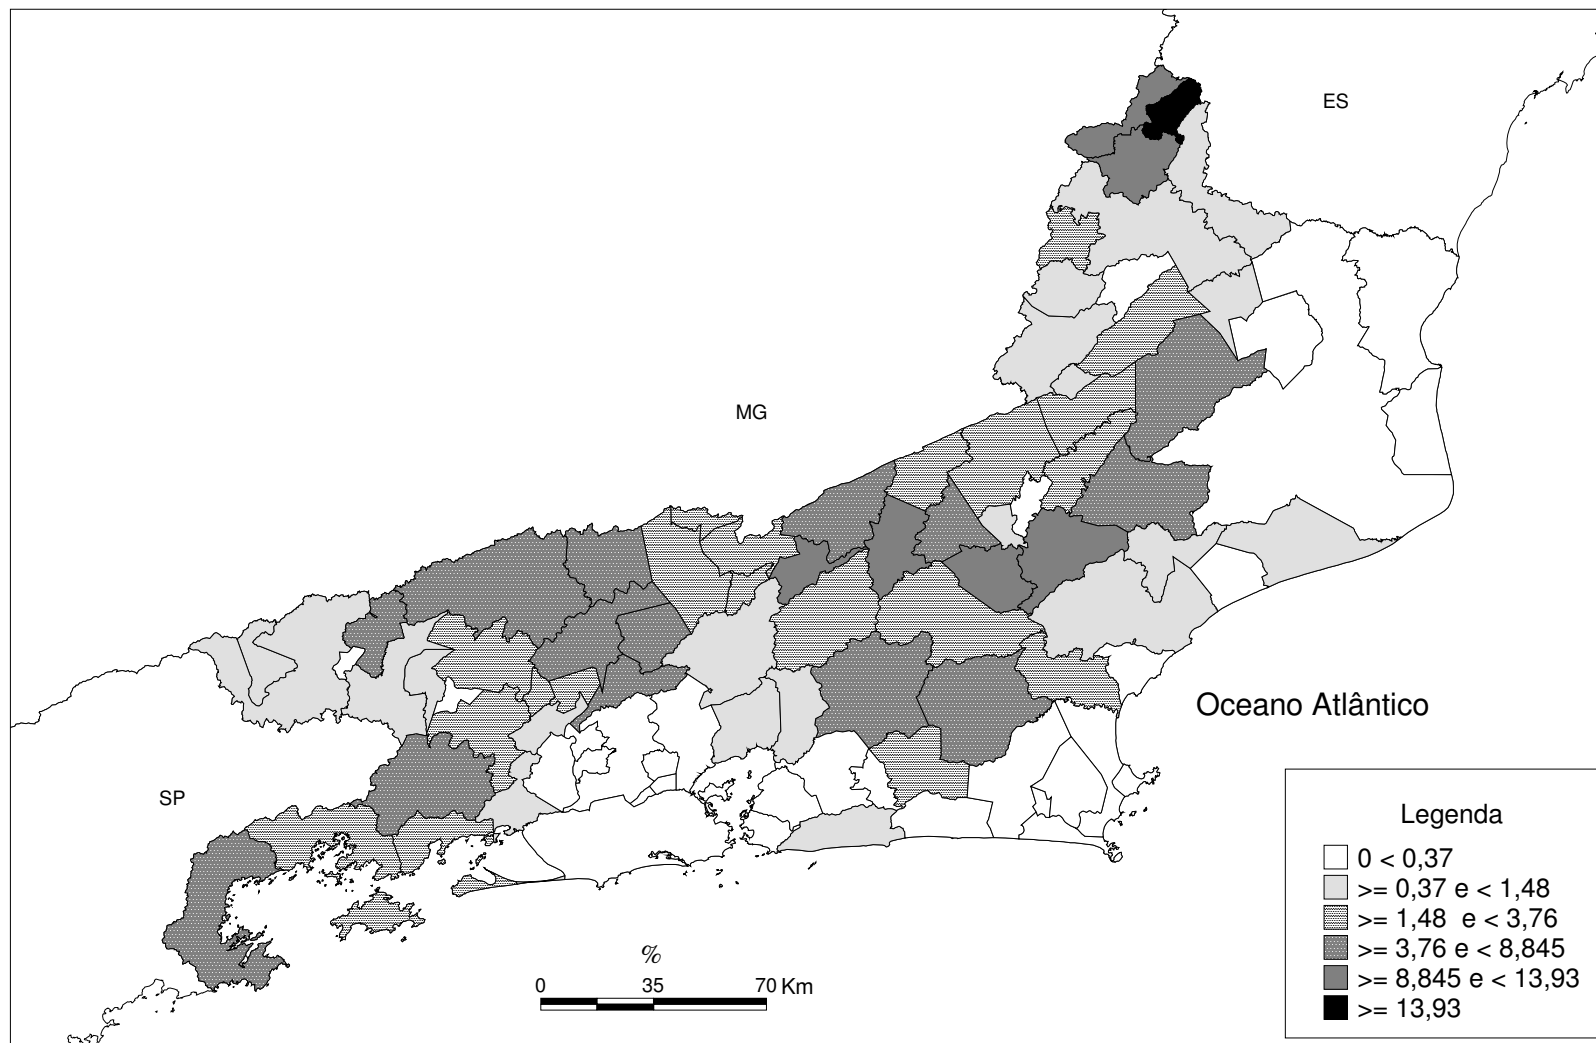 ES
MG
Oceano Atlântico
SP
%
0 35 70 Km
Legenda
0 < 0,37
>= 0,37 e < 1,48
>= 1,48 e < 3,76
>= 3,76 e < 8,845
>= 8,845 e < 13,93
>= 13,93